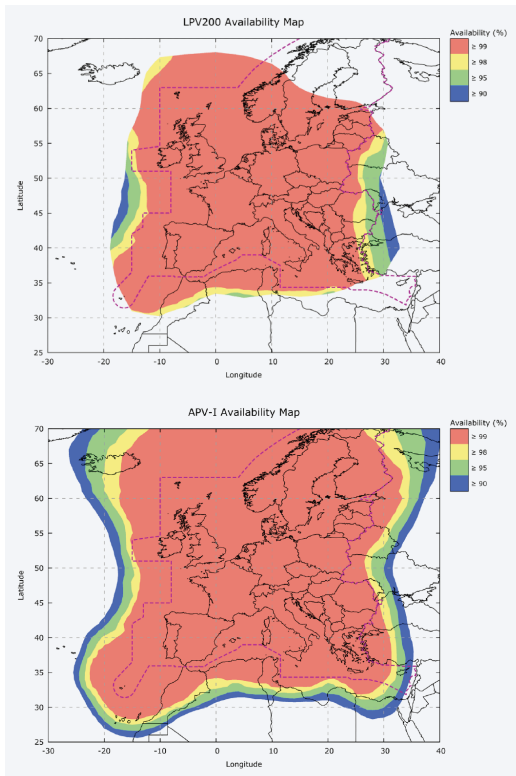 LPV200 Availability Map
Availability (%)
≥ 99
≥ 98
≥ 95
≥ 90
70
65
60
55
50
45
40
35
30
25
Latitude
-30 -20 -10 0 10 20 30 40
Longitude
APV-I Availability Map
Availability (%)
≥ 99
≥ 98
≥ 95
≥ 90
70
65
60
55
50
45
40
35
30
25
Latitude
-30 -20 -10 0 10 20 30 40
Longitude